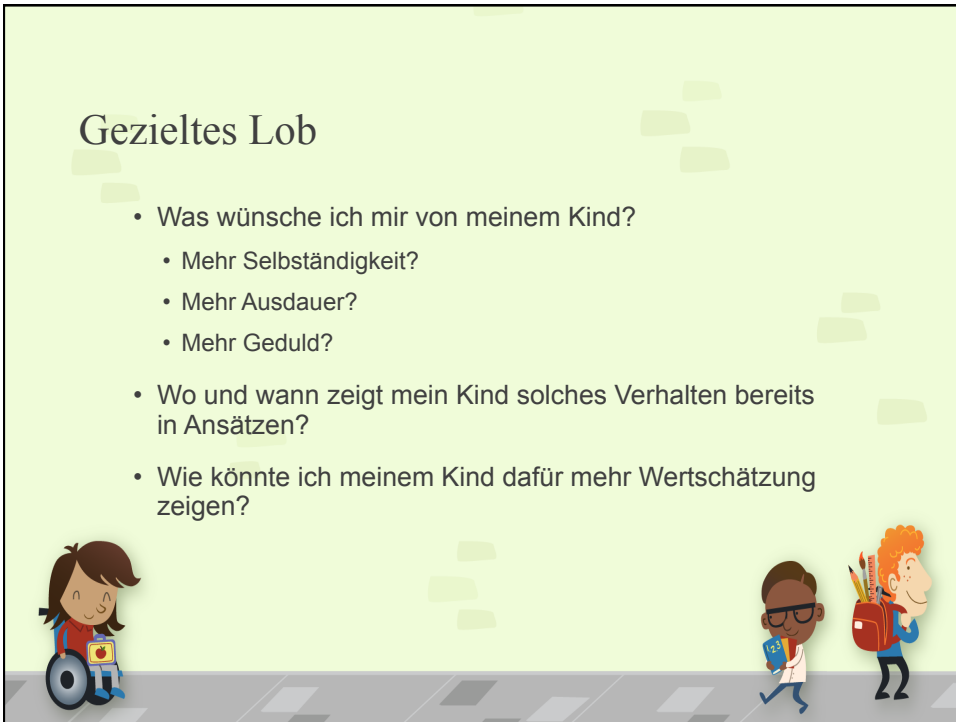 Gezieltes Lob
• Was wünsche ich mir von meinem Kind?
• Mehr Selbständigkeit?
• Mehr Ausdauer?
• Mehr Geduld?
• Wo und wann zeigt mein Kind solches Verhalten bereits
in Ansätzen?
• Wie könnte ich meinem Kind dafür mehr Wertschätzung
zeigen?
123